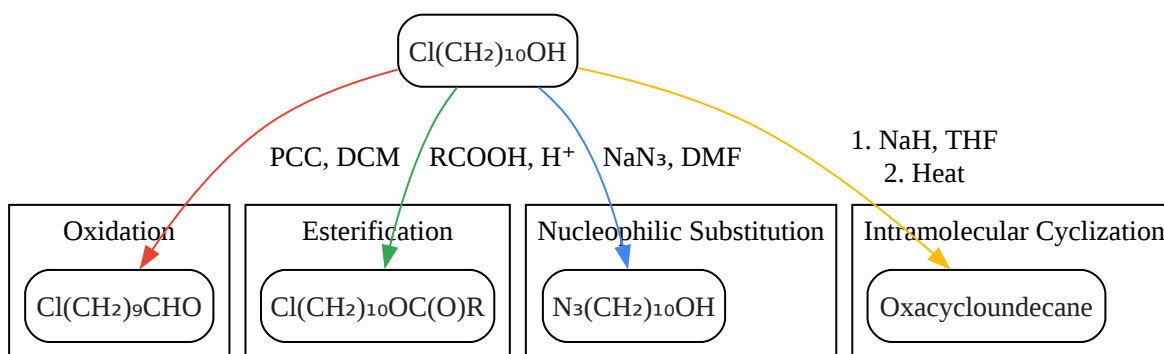 Cl(CH₂)₁₀OH
PCC, DCM
RCOOH, H⁺
NaN₃, DMF
1. NaH, THF
2. Heat
Oxidation
Esterification
Nucleophilic Substitution
Intramolecular Cyclization
Cl(CH₂)₉CHO
Cl(CH₂)₁₀OC(O)R
N₃(CH₂)₁₀OH
Oxacycloundecane